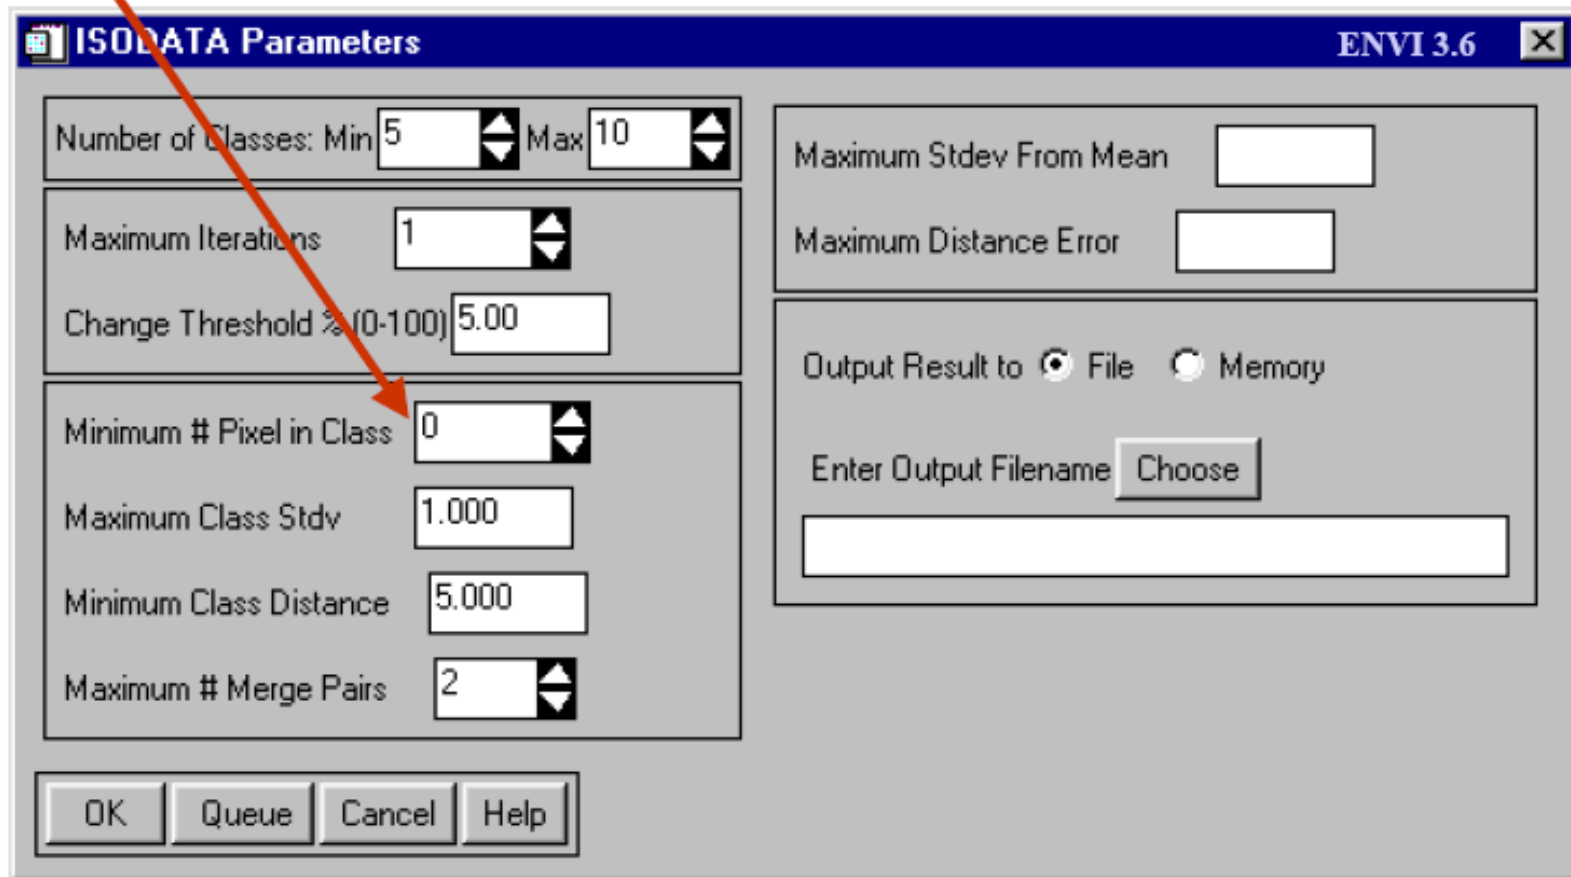 ISODATA Parameters ENVI 3.6
Number of Classes: Min 5 Max 10
Maximum Iterations 1
Change Threshold % (0-100) 5.00
Minimum # Pixel in Class 0
Maximum Class Stdv 1.000
Minimum Class Distance 5.000
Maximum # Merge Pairs 2
Maximum Stdev From Mean
Maximum Distance Error
Output Result to File Memory
Enter Output Filename Choose
OK Queue Cancel Help